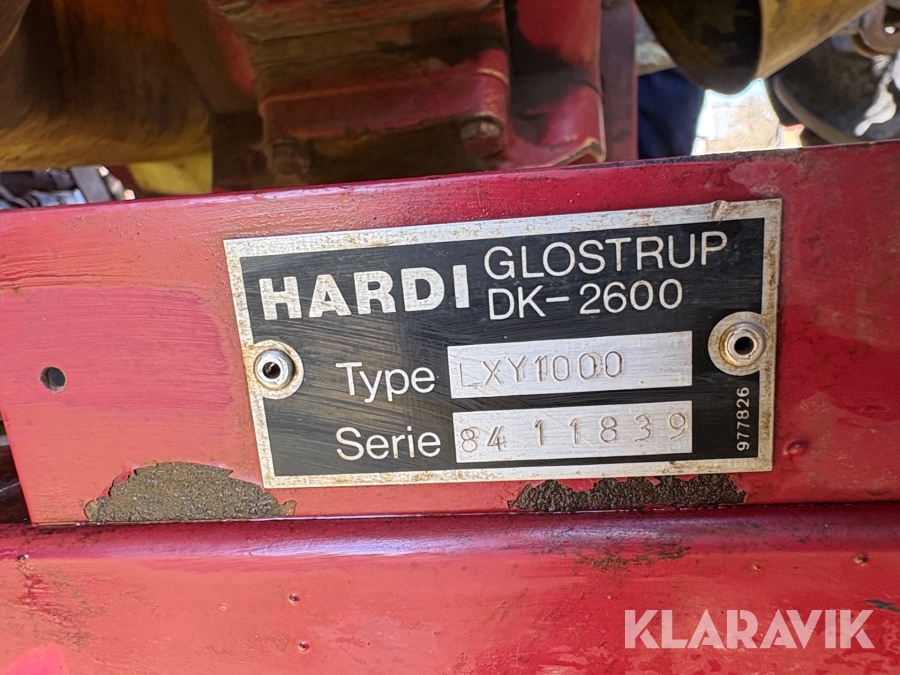 HARDI GLOSTRUP
DK-2600
Type LXY1000
Serie 84 11839
977826
KLARAVIK